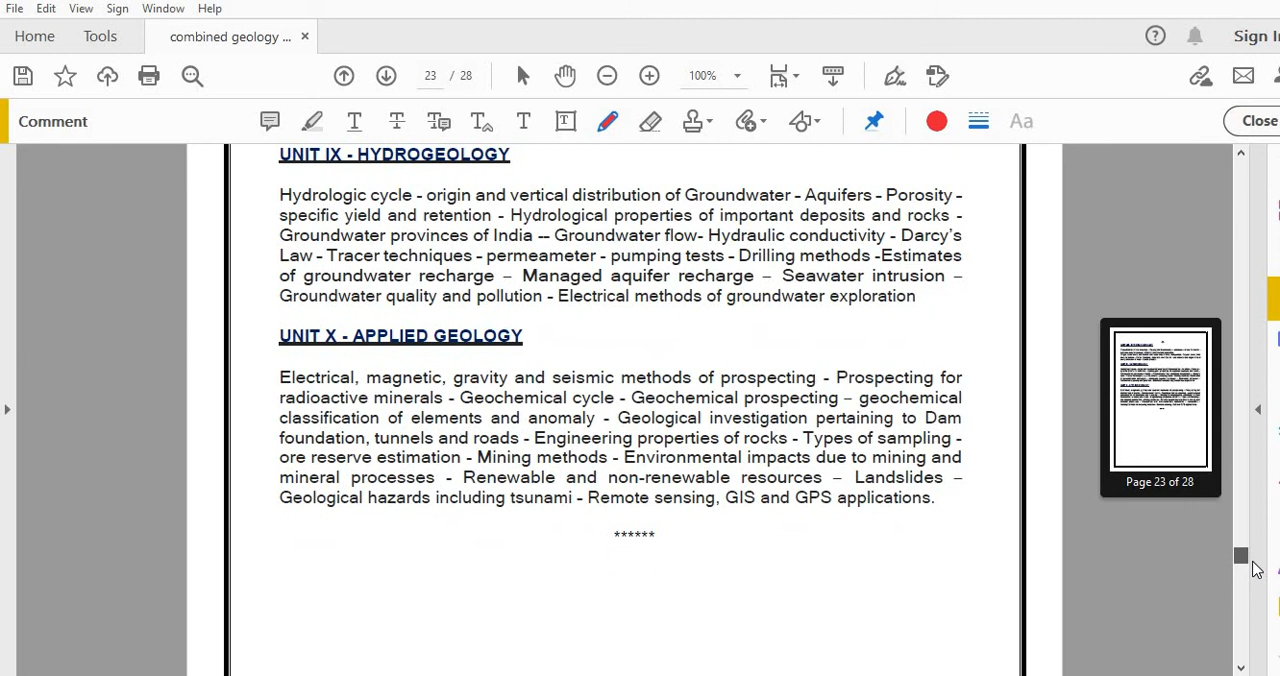 File Edit View Sign Window Help
Home Tools combined geology ... × Sign I
23 / 28 100%
Comment Aa Close
UNIT IX - HYDROGEOLOGY
Hydrologic cycle - origin and vertical distribution of Groundwater - Aquifers - Porosity -
specific yield and retention - Hydrological properties of important deposits and rocks -
Groundwater provinces of India -- Groundwater flow- Hydraulic conductivity - Darcy's
Law - Tracer techniques - permeameter - pumping tests - Drilling methods -Estimates
of groundwater recharge – Managed aquifer recharge – Seawater intrusion –
Groundwater quality and pollution - Electrical methods of groundwater exploration
UNIT X - APPLIED GEOLOGY
Electrical, magnetic, gravity and seismic methods of prospecting - Prospecting for
radioactive minerals - Geochemical cycle - Geochemical prospecting – geochemical
classification of elements and anomaly - Geological investigation pertaining to Dam
foundation, tunnels and roads - Engineering properties of rocks - Types of sampling -
ore reserve estimation - Mining methods - Environmental impacts due to mining and
mineral processes - Renewable and non-renewable resources – Landslides –
Geological hazards including tsunami - Remote sensing, GIS and GPS applications.
******
Page 23 of 28